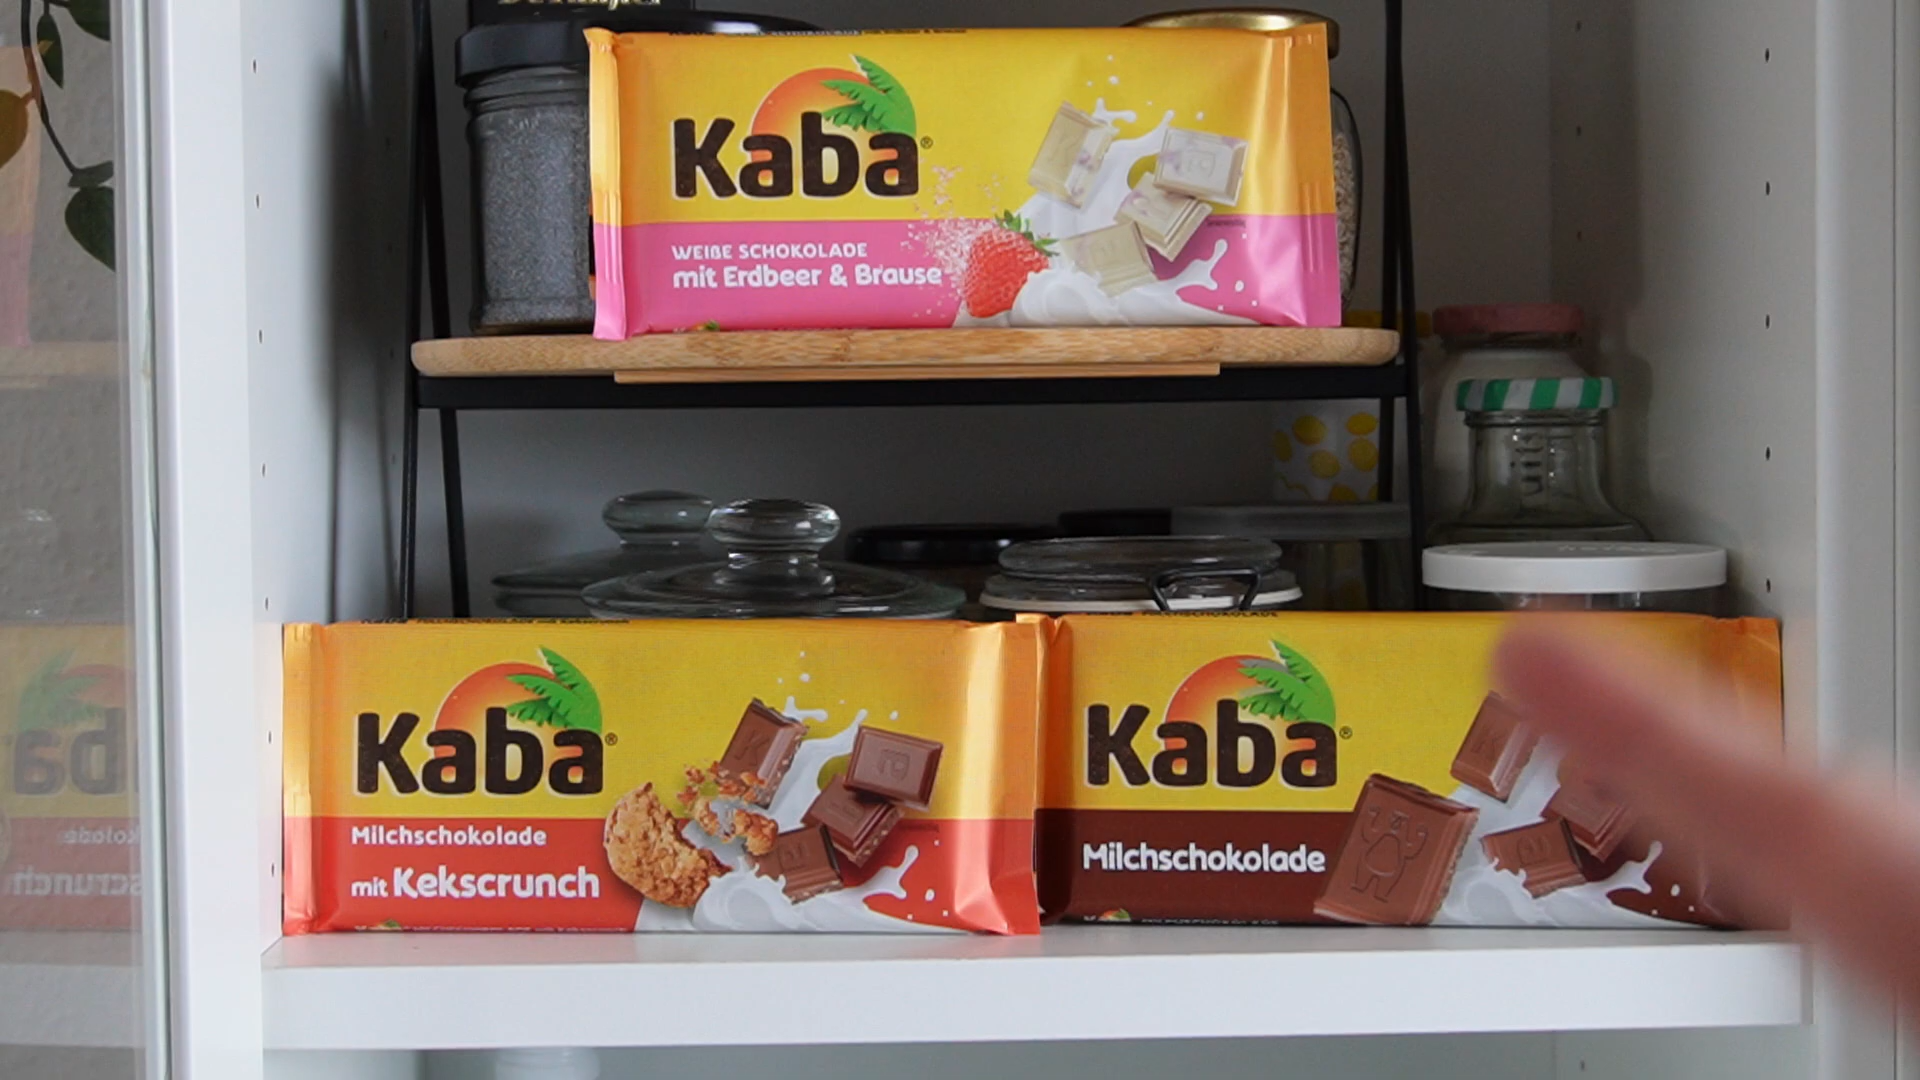 Kaba®
WEIßE SCHOKOLADE
mit Erdbeer & Brause
Kaba®
Milchschokolade
mit Kekscrunch
Kaba®
Milchschokolade